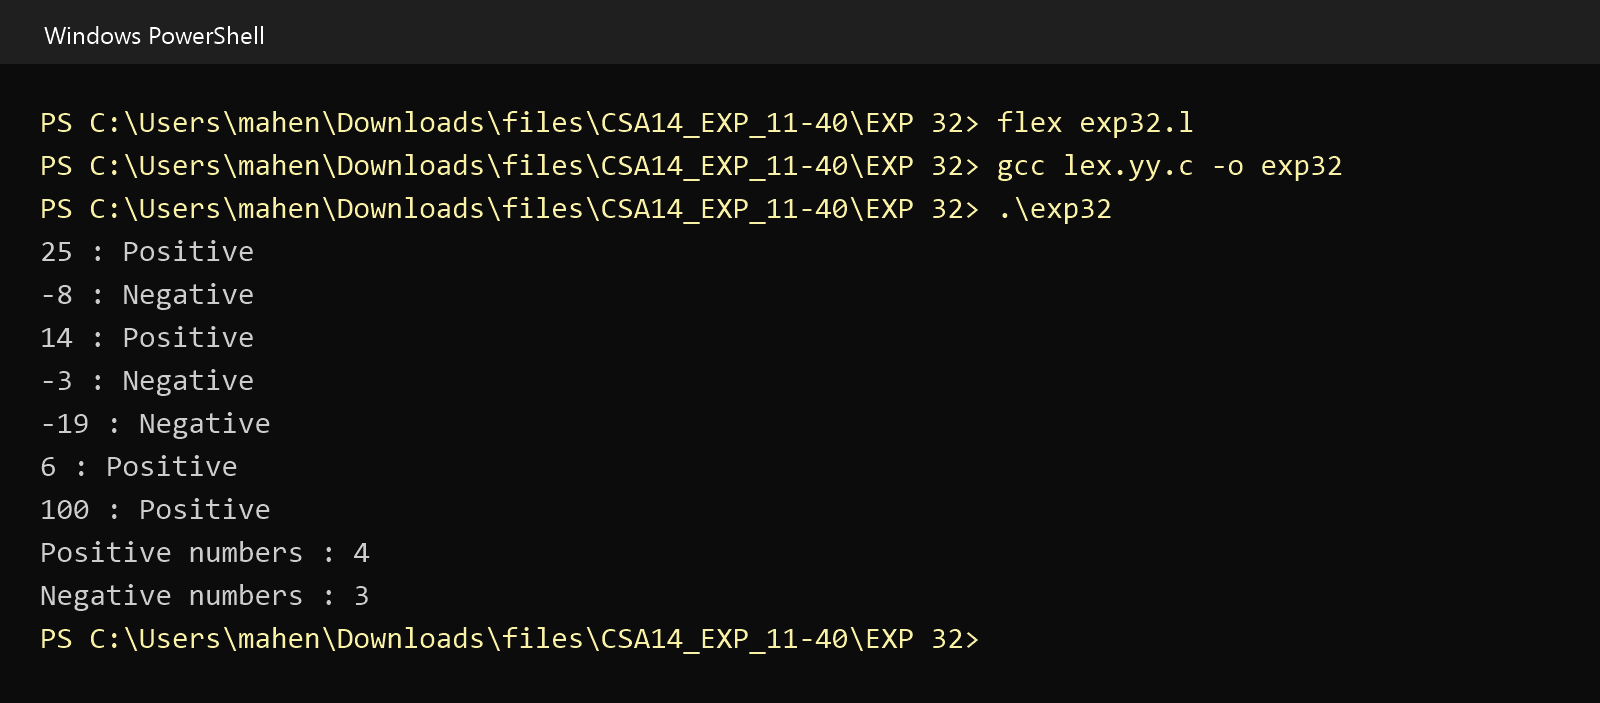 Windows PowerShell
PS C:\Users\mahen\Downloads\files\CSA14_EXP_11-40\EXP 32> flex exp32.l
PS C:\Users\mahen\Downloads\files\CSA14_EXP_11-40\EXP 32> gcc lex.yy.c -o exp32
PS C:\Users\mahen\Downloads\files\CSA14_EXP_11-40\EXP 32> .\exp32
25 : Positive
-8 : Negative
14 : Positive
-3 : Negative
-19 : Negative
6 : Positive
100 : Positive
Positive numbers : 4
Negative numbers : 3
PS C:\Users\mahen\Downloads\files\CSA14_EXP_11-40\EXP 32>